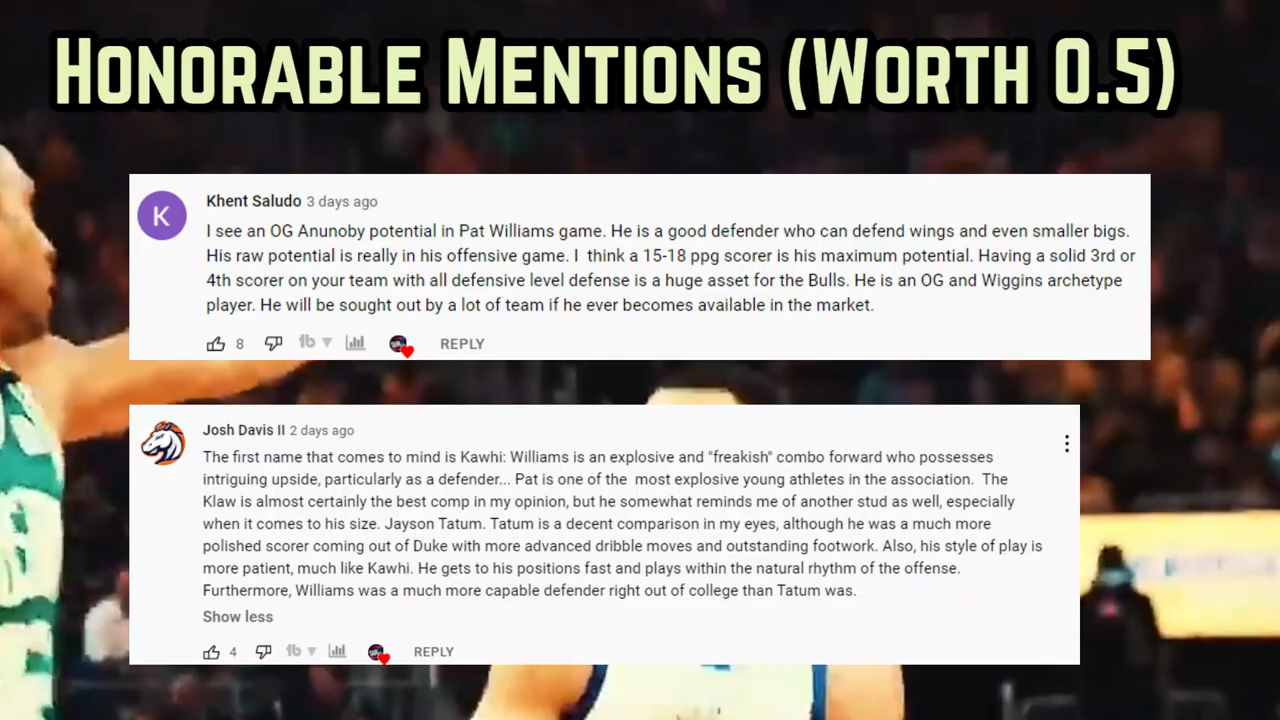 HONORABLE MENTIONS (WORTH 0.5)
K
Khent Saludo 3 days ago
I see an OG Anunoby potential in Pat Williams game. He is a good defender who can defend wings and even smaller bigs.
His raw potential is really in his offensive game. I think a 15-18 ppg scorer is his maximum potential. Having a solid 3rd or
4th scorer on your team with all defensive level defense is a huge asset for the Bulls. He is an OG and Wiggins archetype
player. He will be sought out by a lot of team if he ever becomes available in the market.
8 REPLY
Josh Davis II 2 days ago
The first name that comes to mind is Kawhi: Williams is an explosive and "freakish" combo forward who possesses
intriguing upside, particularly as a defender... Pat is one of the most explosive young athletes in the association. The
Klaw is almost certainly the best comp in my opinion, but he somewhat reminds me of another stud as well, especially
when it comes to his size. Jayson Tatum. Tatum is a decent comparison in my eyes, although he was a much more
polished scorer coming out of Duke with more advanced dribble moves and outstanding footwork. Also, his style of play is
more patient, much like Kawhi. He gets to his positions fast and plays within the natural rhythm of the offense.
Furthermore, Williams was a much more capable defender right out of college than Tatum was.
Show less
4 REPLY